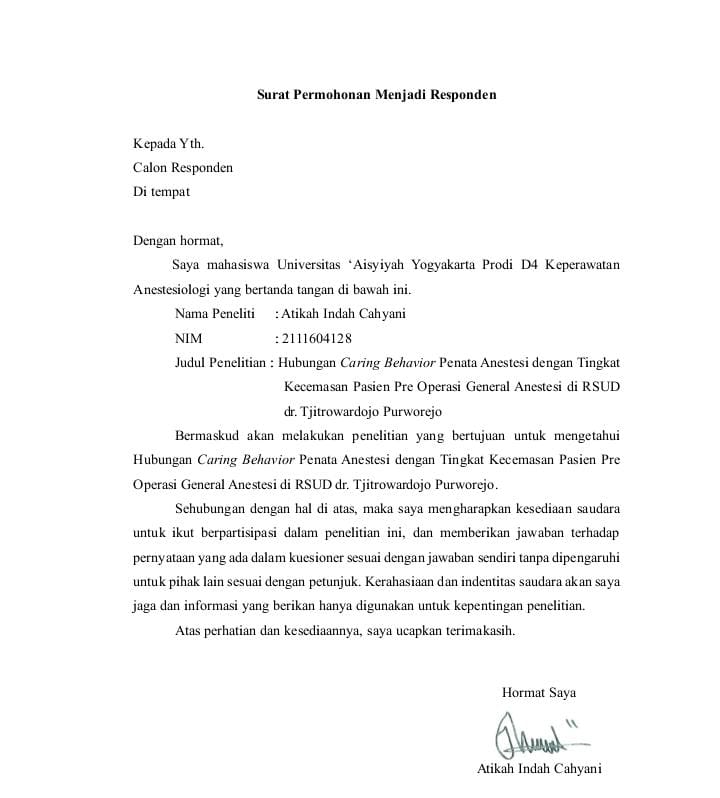 Surat Permohonan Menjadi Responden
Kepada Yth.
Calon Responden
Di tempat
Dengan hormat,
Saya mahasiswa Universitas ‘Aisyiyah Yogyakarta Prodi D4 Keperawatan
Anestesiologi yang bertanda tangan di bawah ini.
Nama Peneliti : Atikah Indah Cahyani
NIM : 2111604128
Judul Penelitian : Hubungan Caring Behavior Penata Anestesi dengan Tingkat
Kecemasan Pasien Pre Operasi General Anestesi di RSUD
dr. Tjitrowardojo Purworejo
Bermaskud akan melakukan penelitian yang bertujuan untuk mengetahui
Hubungan Caring Behavior Penata Anestesi dengan Tingkat Kecemasan Pasien Pre
Operasi General Anestesi di RSUD dr. Tjitrowardojo Purworejo.
Sehubungan dengan hal di atas, maka saya mengharapkan kesediaan saudara
untuk ikut berpartisipasi dalam penelitian ini, dan memberikan jawaban terhadap
pernyataan yang ada dalam kuesioner sesuai dengan jawaban sendiri tanpa dipengaruhi
untuk pihak lain sesuai dengan petunjuk. Kerahasiaan dan indentitas saudara akan saya
jaga dan informasi yang berikan hanya digunakan untuk kepentingan penelitian.
Atas perhatian dan kesediaannya, saya ucapkan terimakasih.
Hormat Saya
Atikah Indah Cahyani